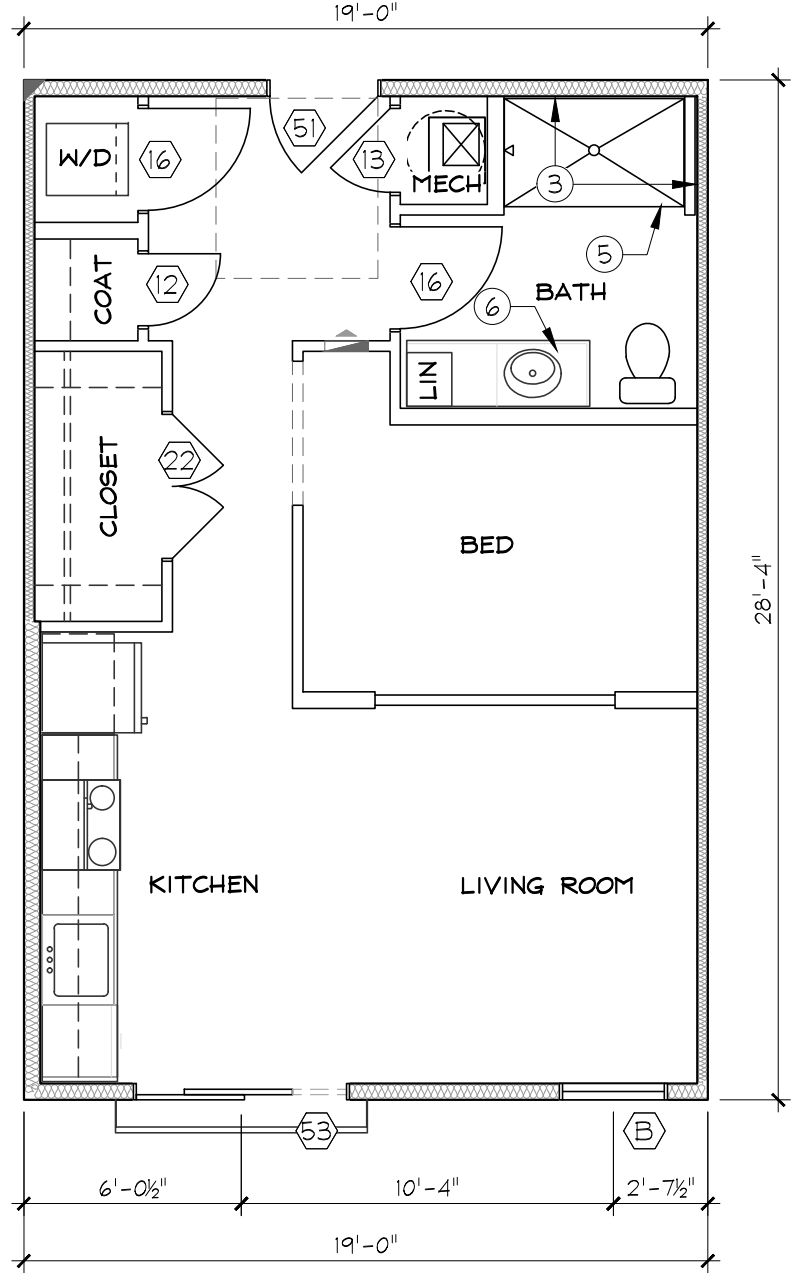 19'-0"
51
W/D
16
13
MECH
3
5
COAT
12
16
BATH
6
LIN
22
CLOSET
BED
28'-4"
KITCHEN
LIVING ROOM
53
B
6'-0½"
10'-4"
2'-7½"
19'-0"